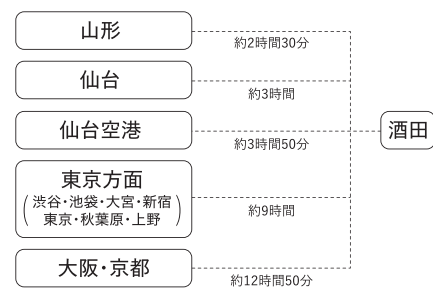 山形
約2時間30分
仙台
約3時間
酒田
仙台空港
約3時間50分
東京方面
(渋谷・池袋・大宮・新宿
東京・秋葉原・上野)
約9時間
大阪・京都
約12時間50分